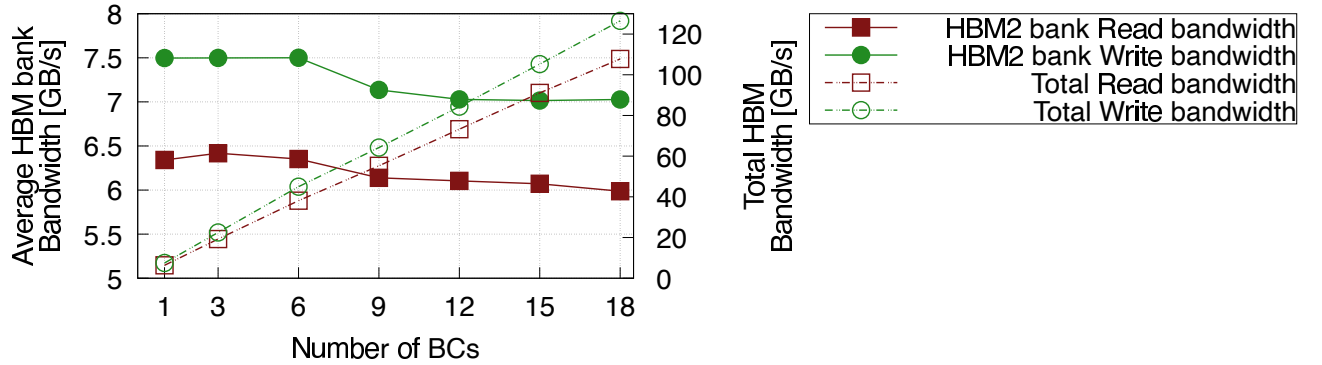 Average HBM bank
Bandwidth [GB/s]
8
7.5
7
6.5
6
5.5
5
1 3 6 9 12 15 18
Number of BCs
120
100
80
60
40
20
0
Total HBM
Bandwidth [GB/s]
HBM2 bank Read bandwidth
HBM2 bank Write bandwidth
Total Read bandwidth
Total Write bandwidth